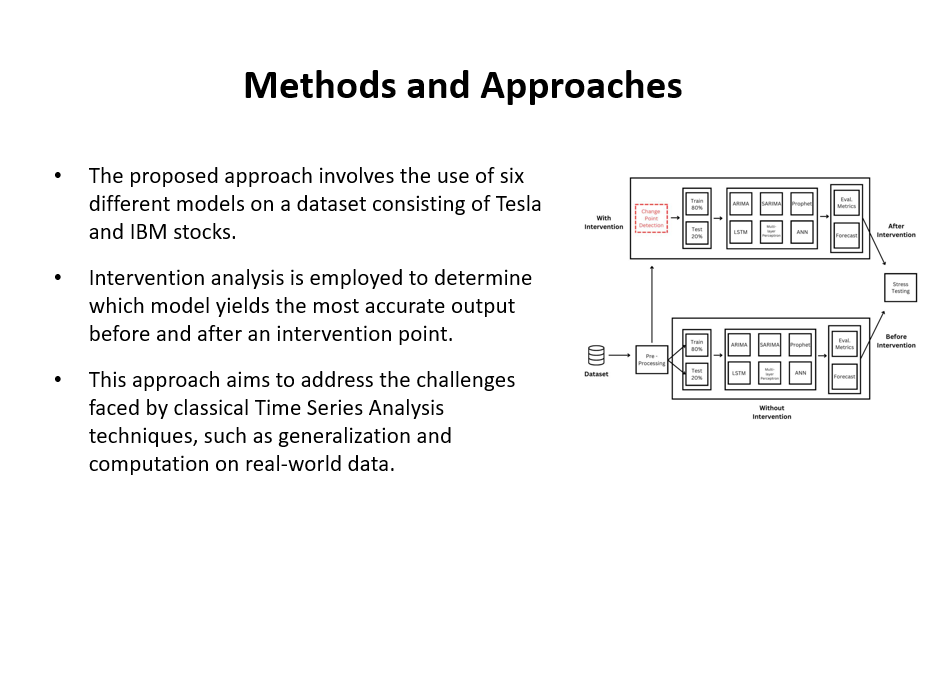 Methods and Approaches
• The proposed approach involves the use of six
different models on a dataset consisting of Tesla
and IBM stocks.
• Intervention analysis is employed to determine
which model yields the most accurate output
before and after an intervention point.
• This approach aims to address the challenges
faced by classical Time Series Analysis
techniques, such as generalization and
computation on real-world data.
With
Intervention
Change
Point
Detection
Train
80%
Test
20%
ARIMA
SARIMA
Prophet
LSTM
Multi-
layer
Perceptron
ANN
Eval.
Metrics
Forecast
After
Intervention
Stress
Testing
Before
Intervention
Dataset
Pre -
Processing
Train
80%
Test
20%
ARIMA
SARIMA
Prophet
LSTM
Multi-
layer
Perceptron
ANN
Eval.
Metrics
Forecast
Without
Intervention